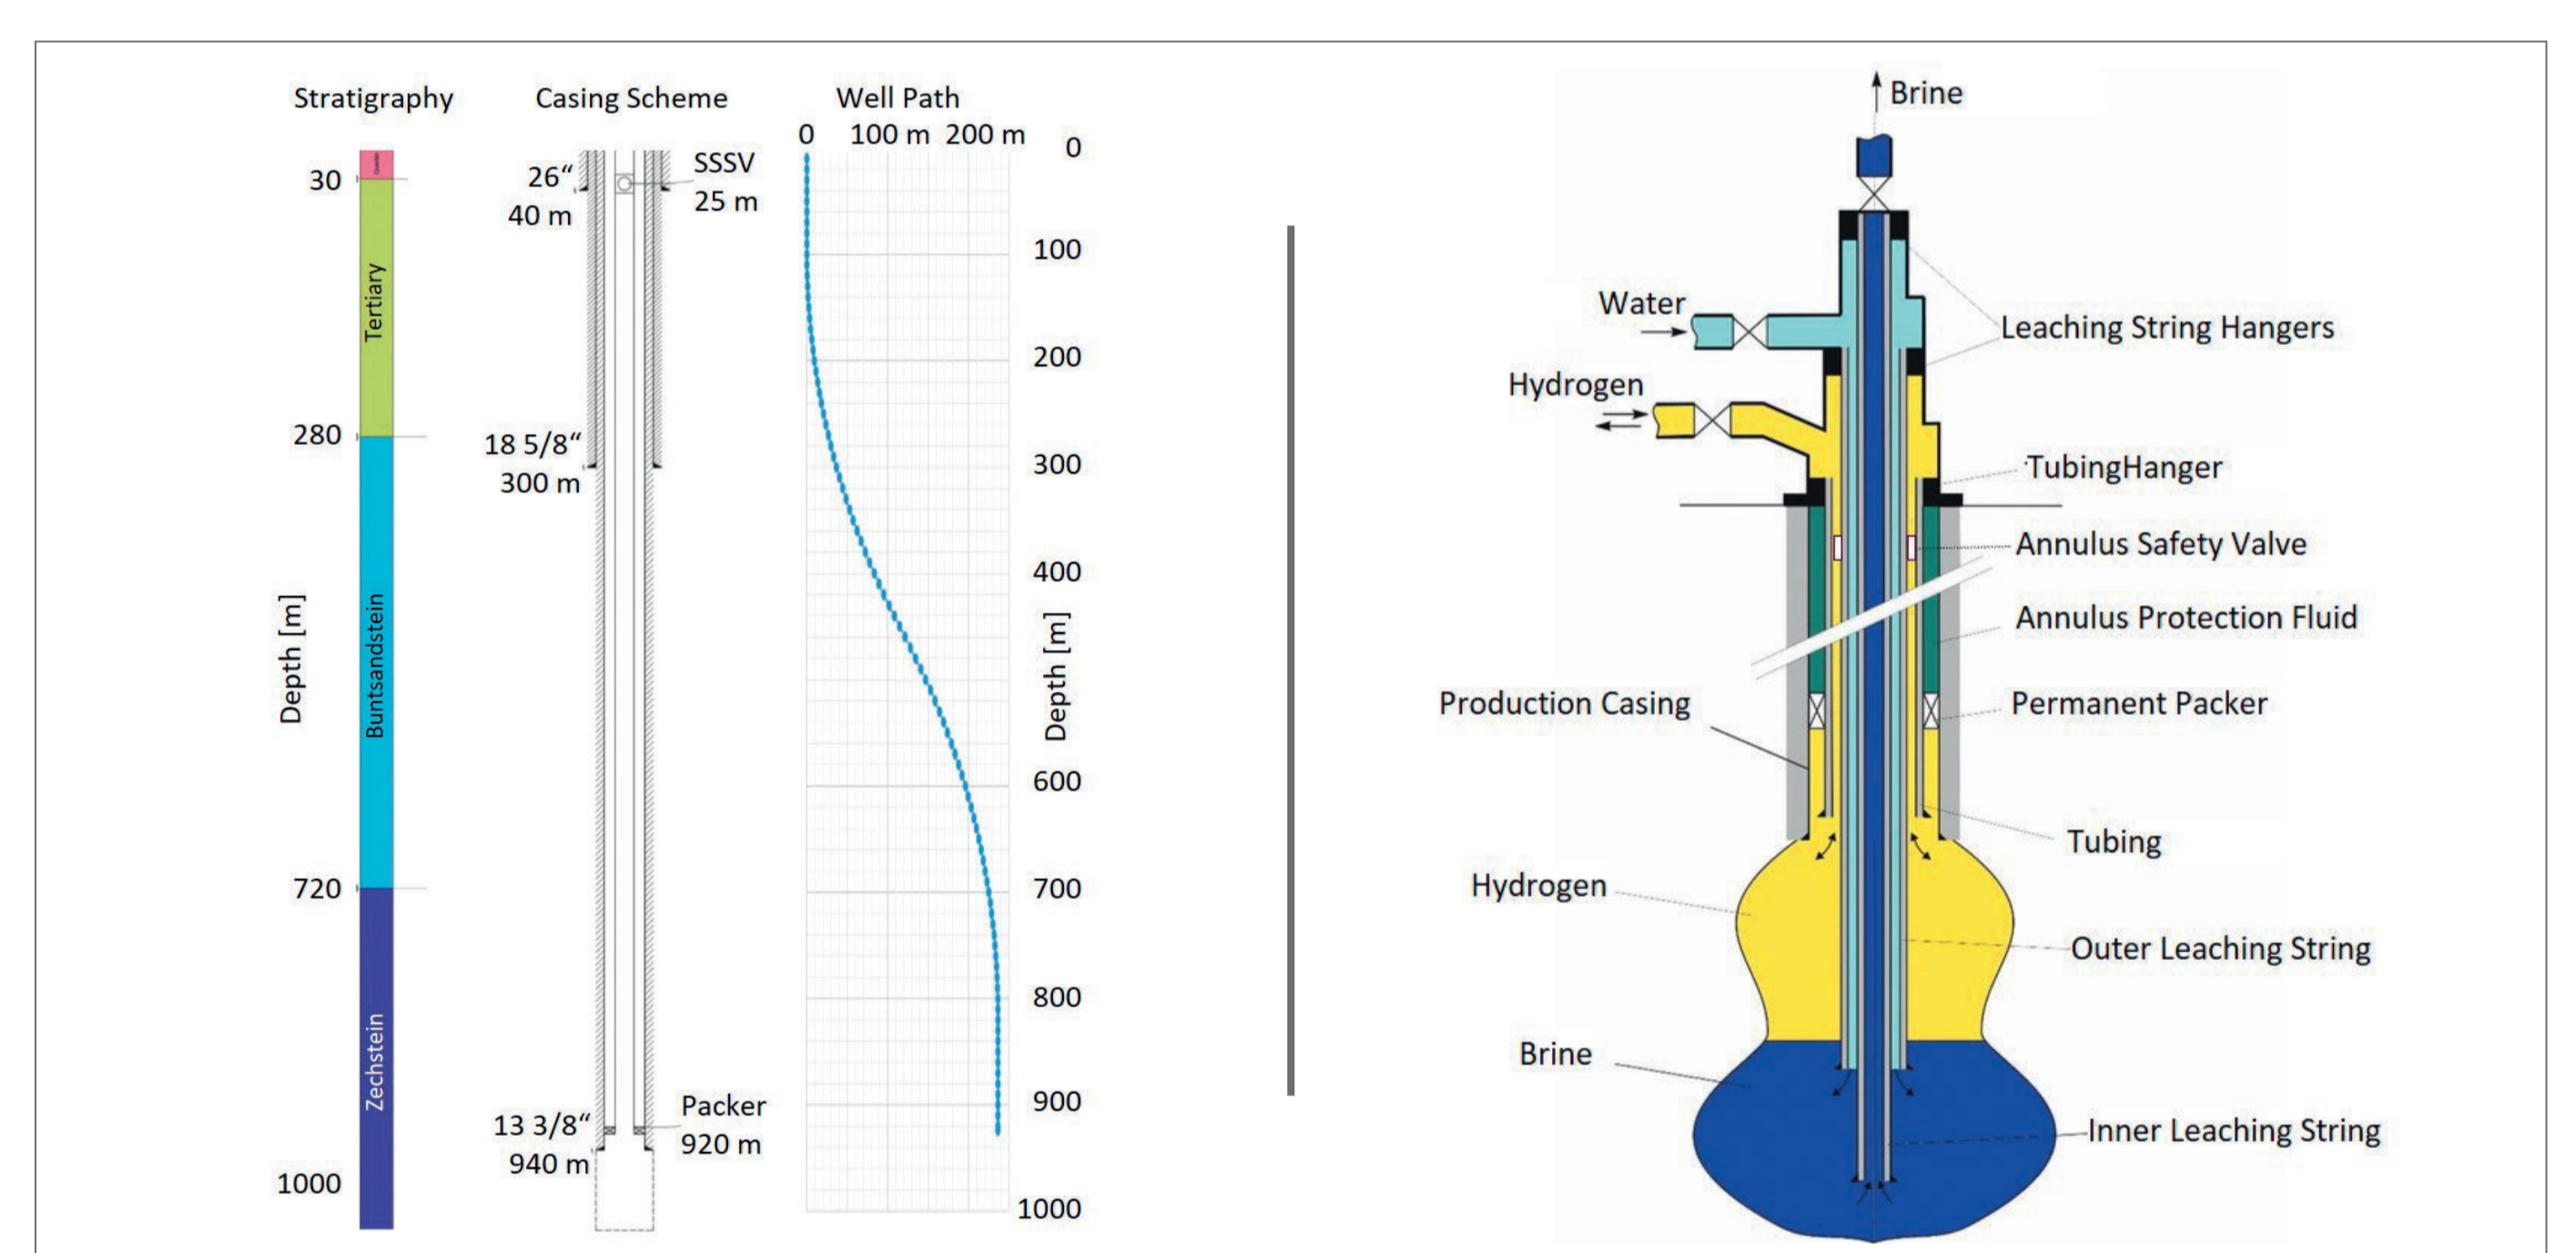 Stratigraphy
30
280
720
1000
Depth [m]
Tertiary
Buntsandstein
Zechstein
Casing Scheme
26“
40 m
SSSV
25 m
18 5/8“
300 m
13 3/8“
940 m
Packer
920 m
Well Path
0 100 m 200 m
0
100
200
300
400
Depth [m]
600
700
800
900
1000
Brine
Water
Leaching String Hangers
Hydrogen
TubingHanger
Annulus Safety Valve
Annulus Protection Fluid
Production Casing
Permanent Packer
Tubing
Hydrogen
Outer Leaching String
Brine
Inner Leaching String